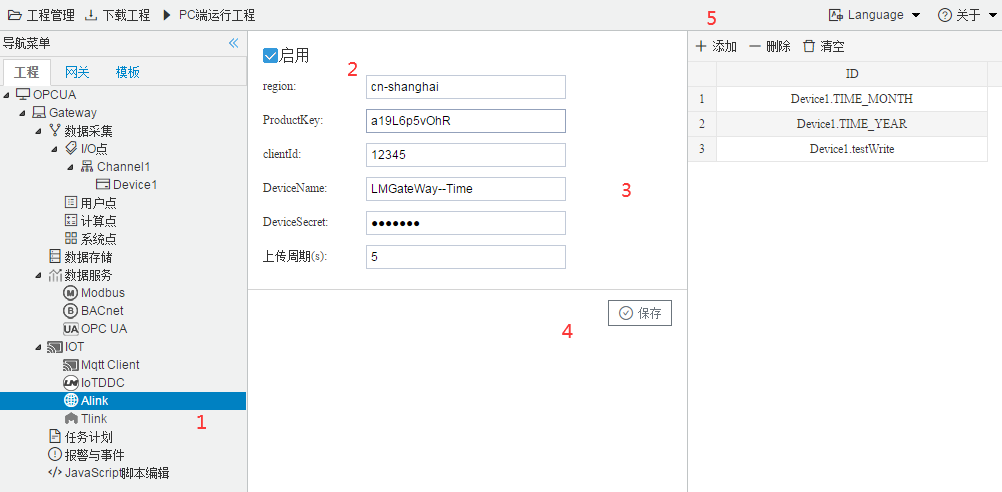 工程管理 下载工程 PC端运行工程 5 Language 关于
导航菜单
工程 网关 模板
OPCUA
Gateway
数据采集
I/O点
Channel1
Device1
用户点
计算点
系统点
数据存储
数据服务
M Modbus
B BACnet
UA OPC UA
IOT
Mqtt Client
IoTDDC
Alink
Tlink
1
任务计划
报警与事件
JavaScript脚本编辑
启用
2
region: cn-shanghai
ProductKey: a19L6p5vOhR
clientId: 12345
DeviceName: LMGateWay--Time
3
DeviceSecret: ●●●●●●●
上传周期(s): 5
保存
4
添加 删除 清空
ID
1 Device1.TIME_MONTH
2 Device1.TIME_YEAR
3 Device1.testWrite